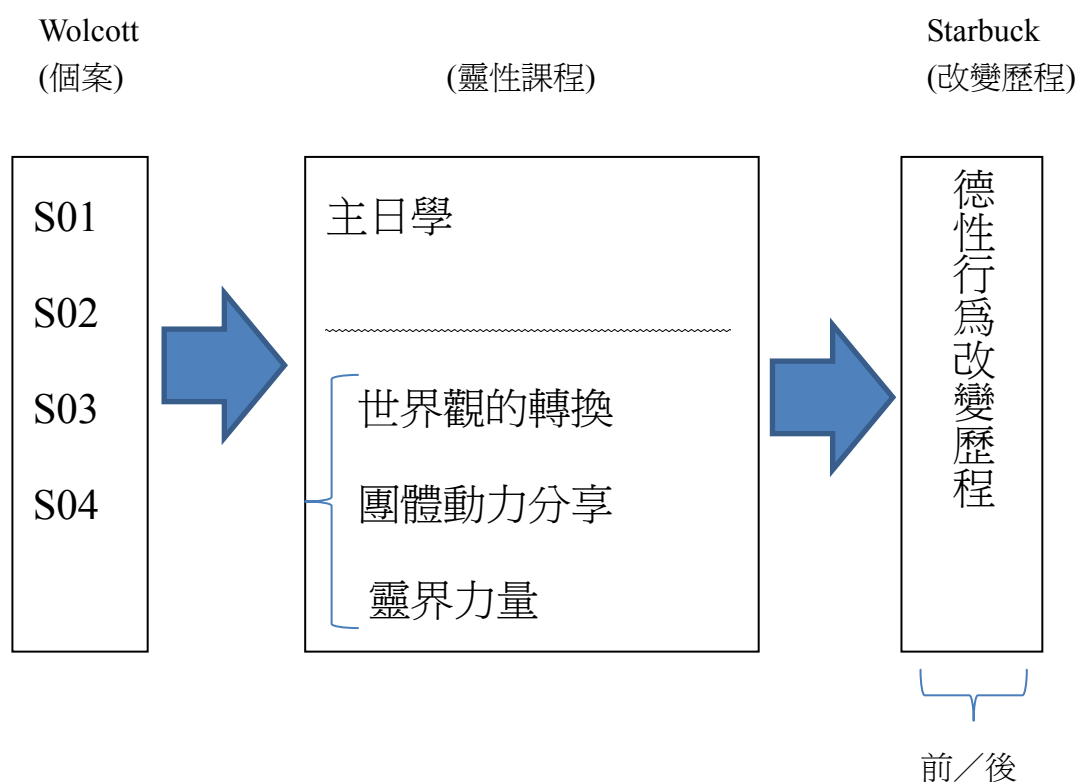 Wolcott
(個案)
(靈性課程)
Starbuck
(改變歷程)
S01
S02
S03
S04
主日學
世界觀的轉換
團體動力分享
靈界力量
德性行為改變歷程
前／後